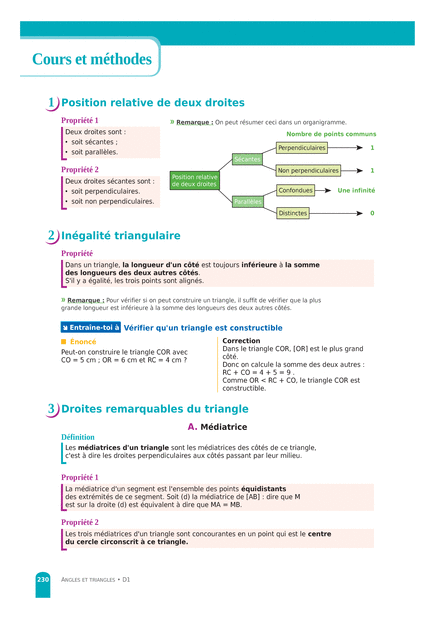 Cours et méthodes
1 Position relative de deux droites
Propriété 1
Deux droites sont :
• soit sécantes ;
• soit parallèles.
Propriété 2
Deux droites sécantes sont :
• soit perpendiculaires.
• soit non perpendiculaires.
» Remarque : On peut résumer ceci dans un organigramme.
Nombre de points communs
Position relative
de deux droites
Sécantes
Parallèles
Perpendiculaires
1
Non perpendiculaires
1
Confondues
Une infinité
Distinctes
0
2 Inégalité triangulaire
Propriété
Dans un triangle, la longueur d'un côté est toujours inférieure à la somme
des longueurs des deux autres côtés.
S'il y a égalité, les trois points sont alignés.
» Remarque : Pour vérifier si on peut construire un triangle, il suffit de vérifier que la plus
grande longueur est inférieure à la somme des longueurs des deux autres côtés.
Entraîne-toi à Vérifier qu'un triangle est constructible
Énoncé
Peut-on construire le triangle COR avec
CO = 5 cm ; OR = 6 cm et RC = 4 cm ?
Correction
Dans le triangle COR, [OR] est le plus grand
côté.
Donc on calcule la somme des deux autres :
RC + CO = 4 + 5 = 9 .
Comme OR < RC + CO, le triangle COR est
constructible.
3 Droites remarquables du triangle
A. Médiatrice
Définition
Les médiatrices d'un triangle sont les médiatrices des côtés de ce triangle,
c'est à dire les droites perpendiculaires aux côtés passant par leur milieu.
Propriété 1
La médiatrice d'un segment est l'ensemble des points équidistants
des extrémités de ce segment. Soit (d) la médiatrice de [AB] : dire que M
est sur la droite (d) est équivalent à dire que MA = MB.
Propriété 2
Les trois médiatrices d'un triangle sont concourantes en un point qui est le centre
du cercle circonscrit à ce triangle.
230 ANGLES ET TRIANGLES • D1